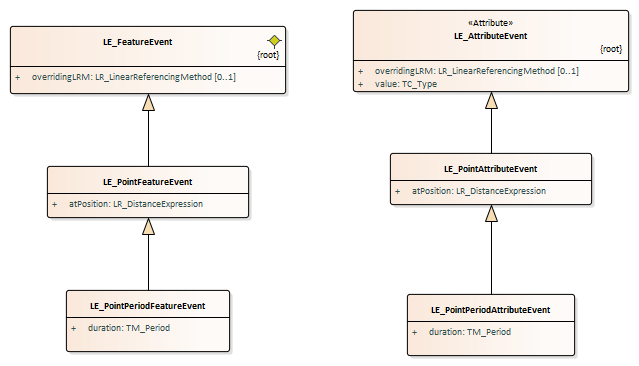 LE_FeatureEvent
{root}
+ overridingLRM: LR_LinearReferencingMethod [0..1]
LE_PointFeatureEvent
+ atPosition: LR_DistanceExpression
LE_PointPeriodFeatureEvent
+ duration: TM_Period
«Attribute»
LE_AttributeEvent
{root}
+ overridingLRM: LR_LinearReferencingMethod [0..1]
+ value: TC_Type
LE_PointAttributeEvent
+ atPosition: LR_DistanceExpression
LE_PointPeriodAttributeEvent
+ duration: TM_Period